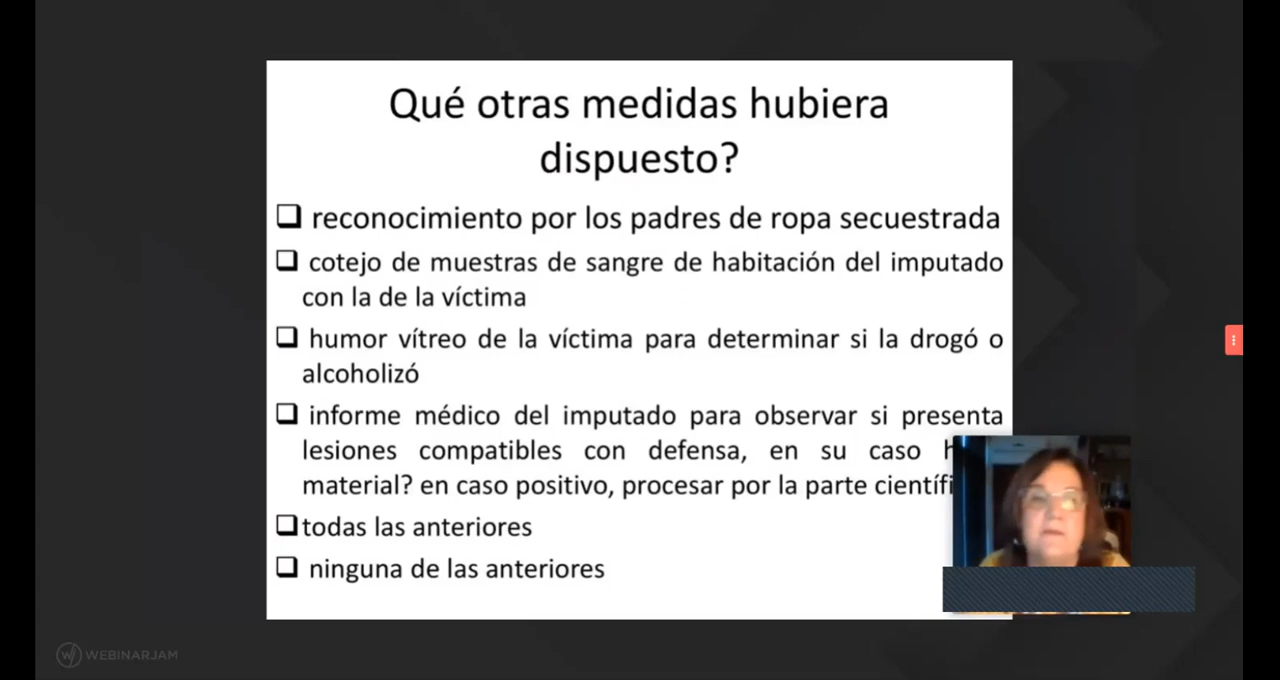 Qué otras medidas hubiera
dispuesto?
❑ reconocimiento por los padres de ropa secuestrada
❑ cotejo de muestras de sangre de habitación del imputado
con la de la víctima
❑ humor vítreo de la víctima para determinar si la drogó o
alcoholizó
❑ informe médico del imputado para observar si presenta
lesiones compatibles con defensa, en su caso
material? en caso positivo, procesar por la parte
❑ todas las anteriores
❑ ninguna de las anteriores
WEBINARJAM